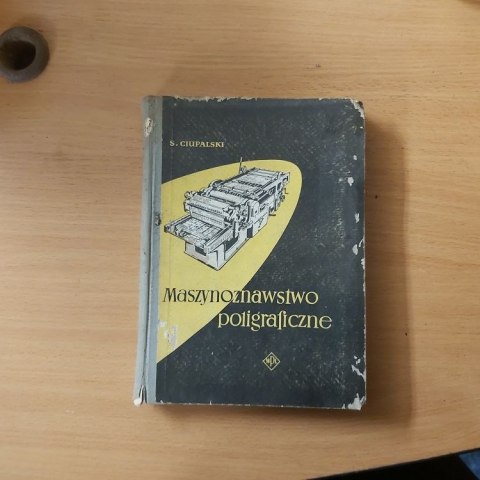 S. CIUPALSKI
Maszynoznawstwo
poligraficzne